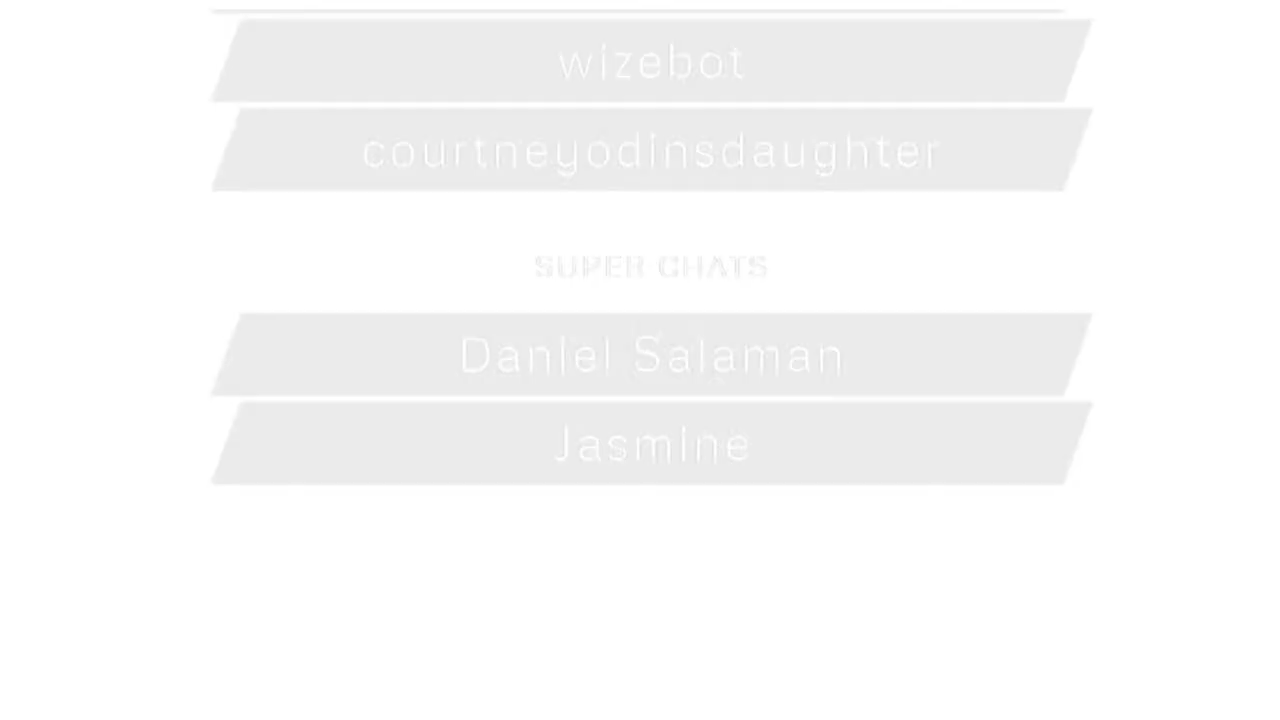 wizebot
courtneyodinsdaughter
SUPER CHATS
Daniel Salaman
Jasmine